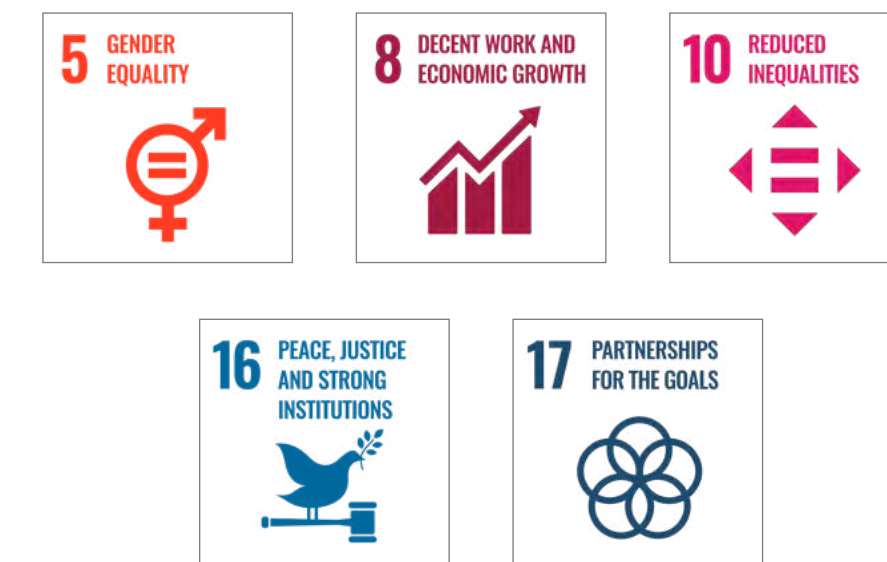 5 GENDER
EQUALITY
8 DECENT WORK AND
ECONOMIC GROWTH
10 REDUCED
INEQUALITIES
16 PEACE, JUSTICE
AND STRONG
INSTITUTIONS
17 PARTNERSHIPS
FOR THE GOALS